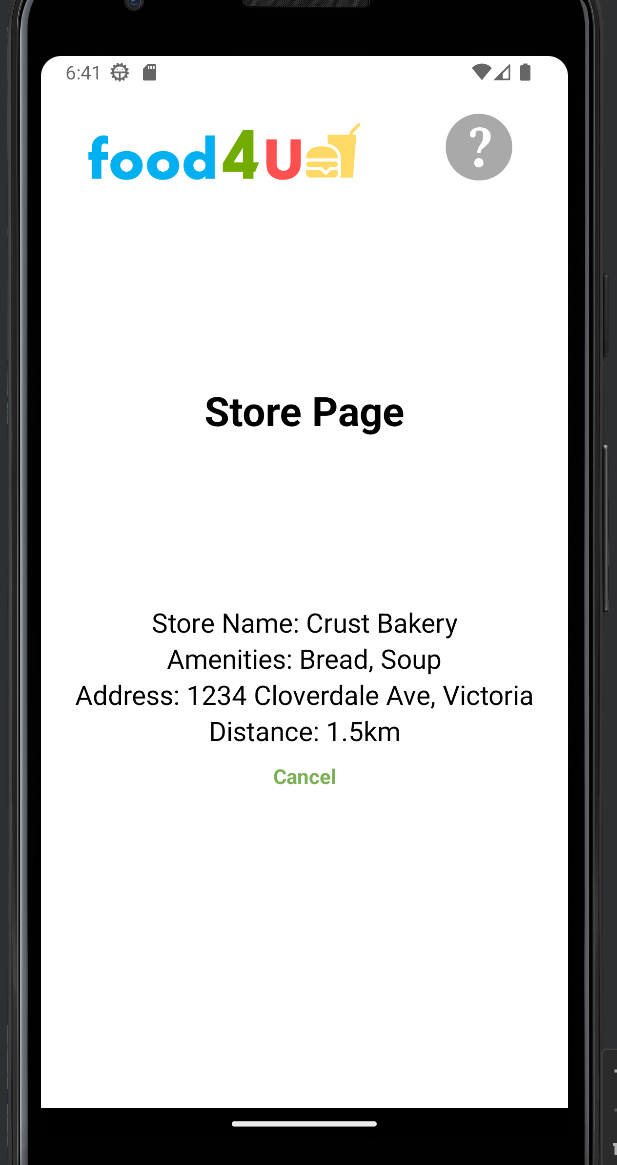 6:41
food4U
?
Store Page
Store Name: Crust Bakery
Amenities: Bread, Soup
Address: 1234 Cloverdale Ave, Victoria
Distance: 1.5km
Cancel